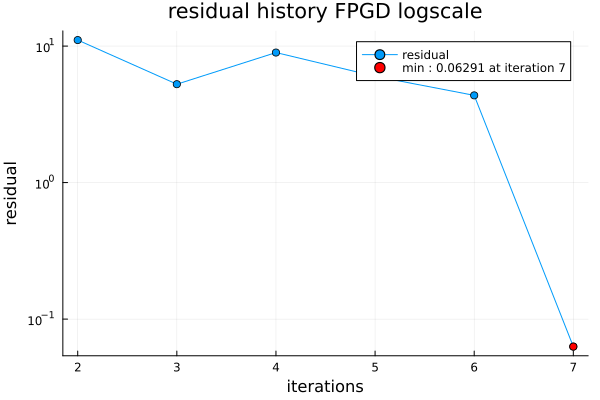 residual history FPGD logscale
10¹
residual
min : 0.06291 at iteration 7
10⁰
residual
10⁻¹
2 3 4 5 6 7
iterations